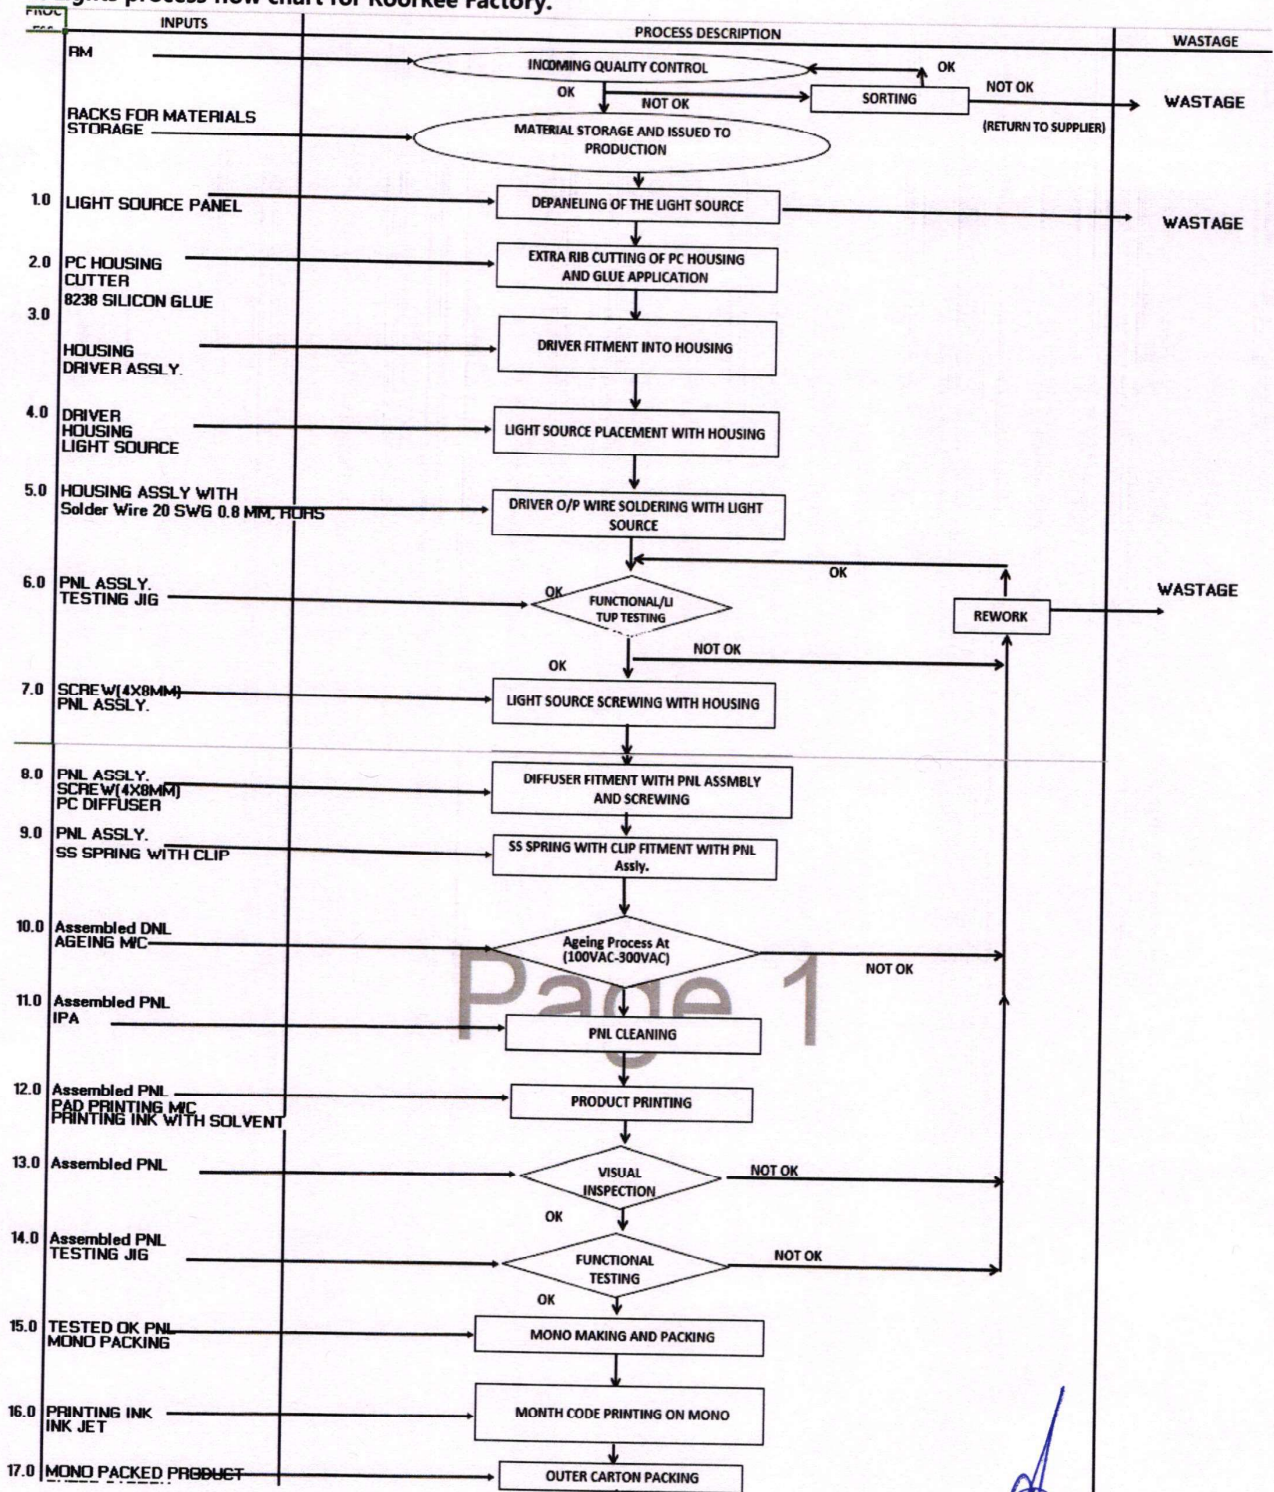 process flow chart for Roorkee Factory.
PROC
INPUTS
PROCESS DESCRIPTION
WASTAGE
RM
INCOMING QUALITY CONTROL
OK
OK
NOT OK
SORTING
NOT OK
WASTAGE
(RETURN TO SUPPLIER)
RACKS FOR MATERIALS
STORAGE
MATERIAL STORAGE AND ISSUED TO
PRODUCTION
1.0 LIGHT SOURCE PANEL
DEPANELING OF THE LIGHT SOURCE
WASTAGE
2.0 PC HOUSING
CUTTER
8238 SILICON GLUE
EXTRA RIB CUTTING OF PC HOUSING
AND GLUE APPLICATION
3.0
HOUSING
DRIVER ASSLY.
DRIVER FITMENT INTO HOUSING
4.0 DRIVER
HOUSING
LIGHT SOURCE
LIGHT SOURCE PLACEMENT WITH HOUSING
5.0 HOUSING ASSLY WITH
Solder Wire 20 SWG 0.8 MM, ROHS
DRIVER O/P WIRE SOLDERING WITH LIGHT
SOURCE
OK
6.0 PNL ASSLY.
TESTING JIG
OK
FUNCTIONAL/LI
TUP TESTING
REWORK
WASTAGE
NOT OK
OK
7.0 SCREW(4X8MM)
PNL ASSLY.
LIGHT SOURCE SCREWING WITH HOUSING
8.0 PNL ASSLY.
SCREW(4X8MM)
PC DIFFUSER
DIFFUSER FITMENT WITH PNL ASSMBLY
AND SCREWING
9.0 PNL ASSLY.
SS SPRING WITH CLIP
SS SPRING WITH CLIP FITMENT WITH PNL
Assly.
10.0 Assembled DNL
AGEING M/C
Ageing Process At
(100VAC-300VAC)
NOT OK
Page 1
11.0 Assembled PNL
IPA
PNL CLEANING
12.0 Assembled PNL
PAD PRINTING M/C
PRINTING INK WITH SOLVENT
PRODUCT PRINTING
13.0 Assembled PNL
VISUAL
INSPECTION
NOT OK
OK
14.0 Assembled PNL
TESTING JIG
FUNCTIONAL
TESTING
NOT OK
OK
15.0 TESTED OK PNL
MONO PACKING
MONO MAKING AND PACKING
16.0 PRINTING INK
INK JET
MONTH CODE PRINTING ON MONO
17.0 MONO PACKED PRODUCT
OUTER CARTON PACKING